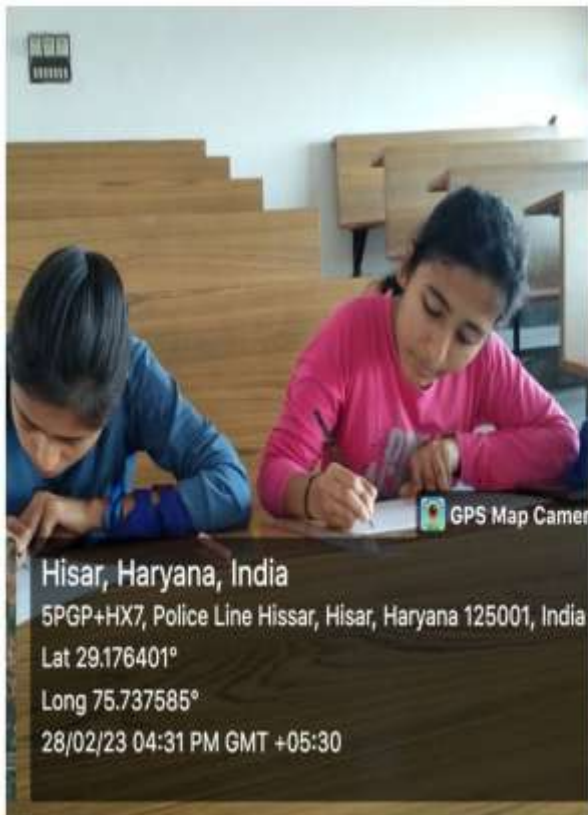 GPS Map Camer
Hisar, Haryana, India
5PGP+HX7, Police Line Hissar, Hisar, Haryana 125001, India
Lat 29.176401°
Long 75.737585°
28/02/23 04:31 PM GMT +05:30